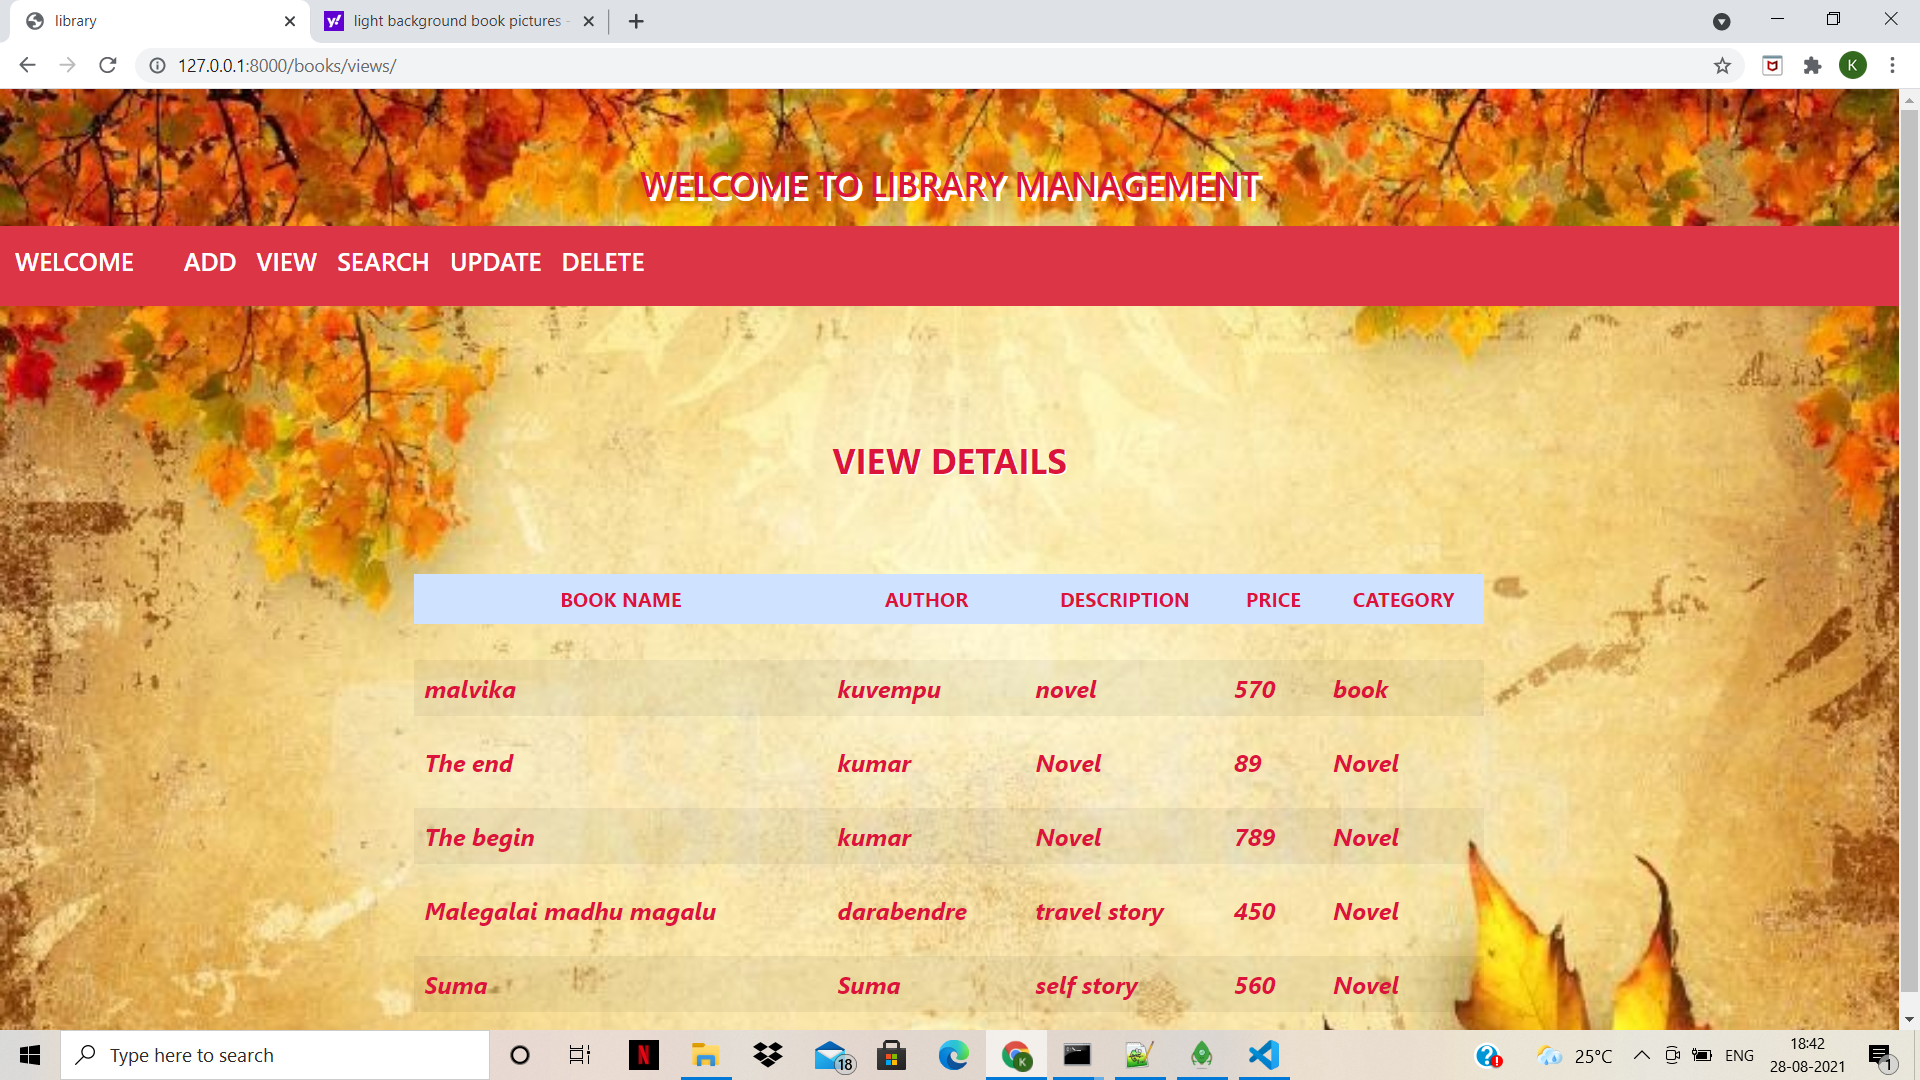 library
light background book pictures -
127.0.0.1:8000/books/views/
K
WELCOME TO LIBRARY MANAGEMENT
WELCOME ADD VIEW SEARCH UPDATE DELETE
VIEW DETAILS
BOOK NAME AUTHOR DESCRIPTION PRICE CATEGORY
malvika kuvempu novel 570 book
The end kumar Novel 89 Novel
The begin kumar Novel 789 Novel
Malegalai madhu magalu darabendre travel story 450 Novel
Suma Suma self story 560 Novel
Type here to search
N
18
K
25°C
ENG
18:42
28-08-2021
1